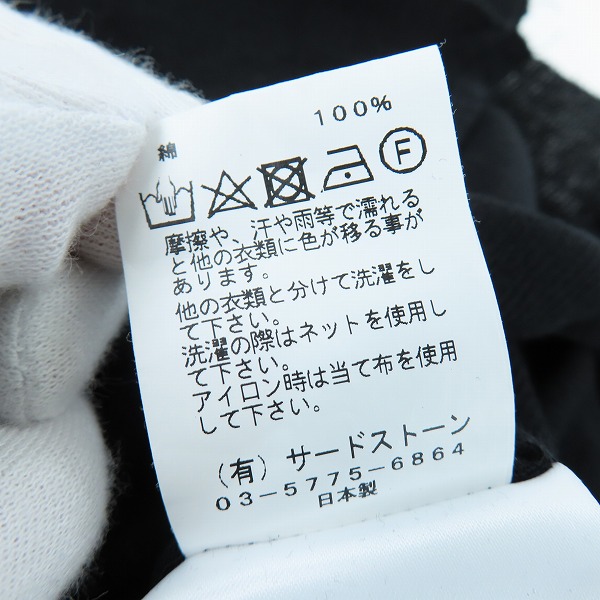 綿 100%
F
摩擦や、汗や雨等で濡れる
と他の衣類に色が移る事が
あります。
他の衣類と分けて洗濯をし
て下さい。
洗濯の際はネットを使用し
て下さい。
アイロン時は当て布を使用
して下さい。
(有) サードストーン
03-5775-6864
日本製